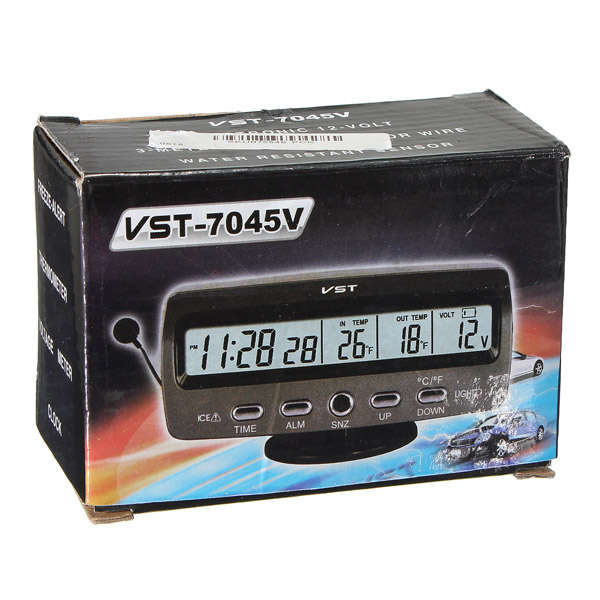 VST-7045V
12-VOLT
WIRE
WATER RESISTANT SENSOR
FREEZE-ALERT
THERMOMETER
VOLTAGE METER
CLOCK
VST-7045V
VST
IN TEMP OUT TEMP VOLT
PM 11:28 28 26°F 18°F 12V
°C/°F
ICE TIME ALM SNZ UP DOWN LIGHT